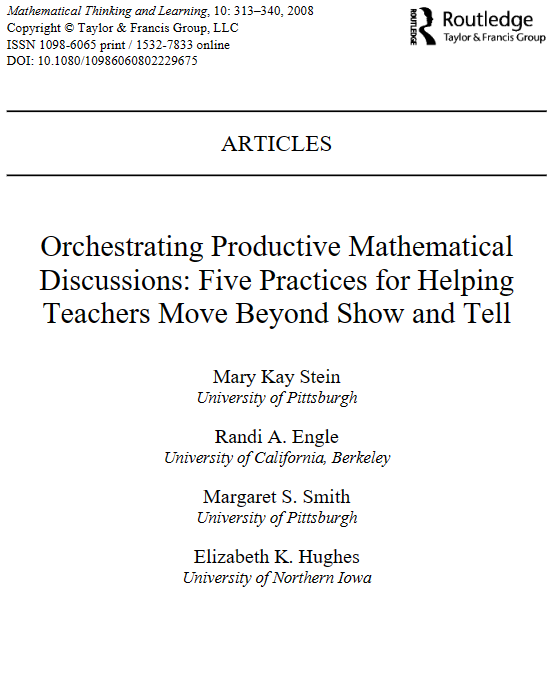 Mathematical Thinking and Learning, 10: 313–340, 2008
Copyright © Taylor & Francis Group, LLC
ISSN 1098-6065 print / 1532-7833 online
DOI: 10.1080/10986060802229675
ROUTLEDGE
Routledge
Taylor & Francis Group
ARTICLES
Orchestrating Productive Mathematical
Discussions: Five Practices for Helping
Teachers Move Beyond Show and Tell
Mary Kay Stein
University of Pittsburgh
Randi A. Engle
University of California, Berkeley
Margaret S. Smith
University of Pittsburgh
Elizabeth K. Hughes
University of Northern Iowa